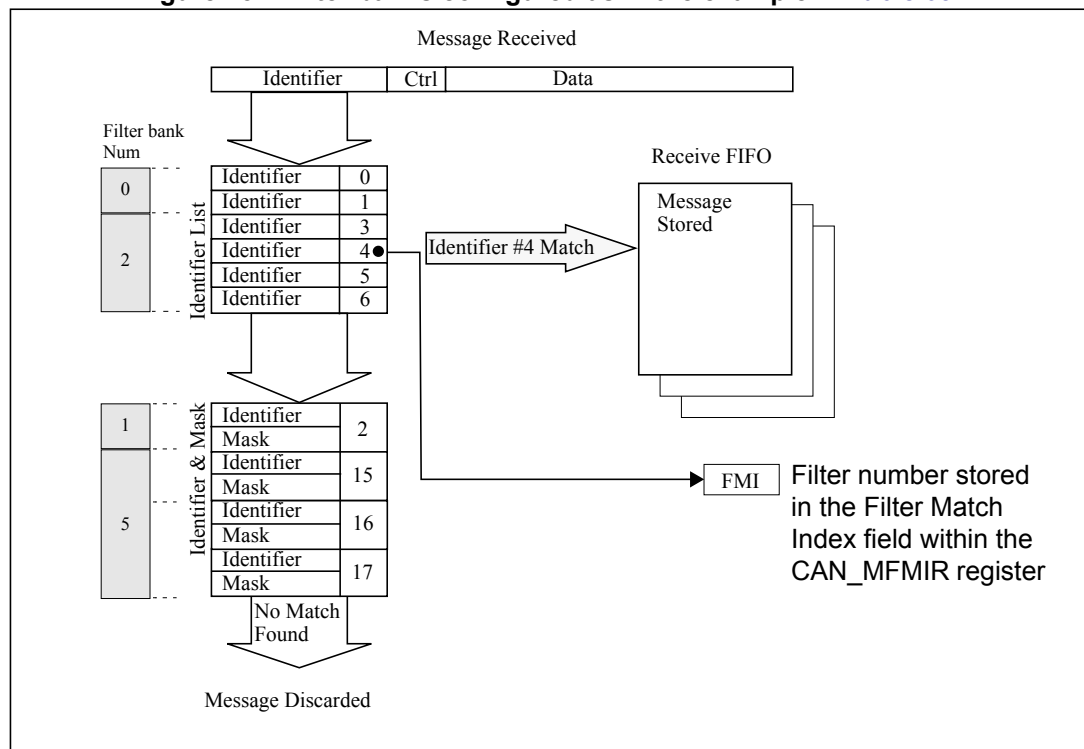 Message Received
Identifier Ctrl Data
Filter bank
Num
Receive FIFO
0
2
Identifier List
Identifier 0
Identifier 1
Identifier 3
Identifier 4
Identifier 5
Identifier 6
Identifier #4 Match
Message
Stored
1
5
Identifier & Mask
Identifier
Mask
2
Identifier
Mask
15
Identifier
Mask
16
Identifier
Mask
17
FMI
Filter number stored
in the Filter Match
Index field within the
CAN_MFMIR register
No Match
Found
Message Discarded